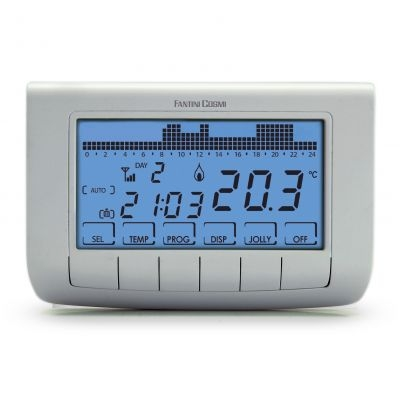 FANTINI COSMI
0 2 4 6 8 10 12 14 16 18 20 22 24
DAY 2
AUTO
20.3 °C
21:03
SEL TEMP PROG DISP JOLLY OFF